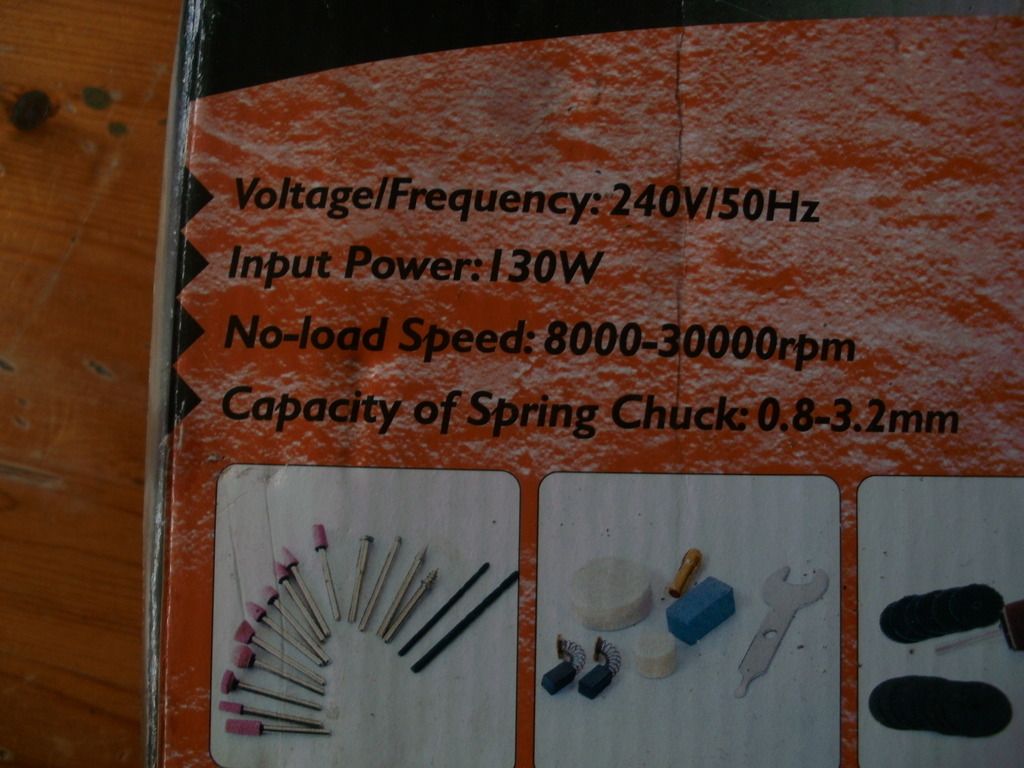 Voltage/Frequency: 240V/50Hz
Input Power: 130W
No-load Speed: 8000-30000rpm
Capacity of Spring Chuck: 0.8-3.2mm